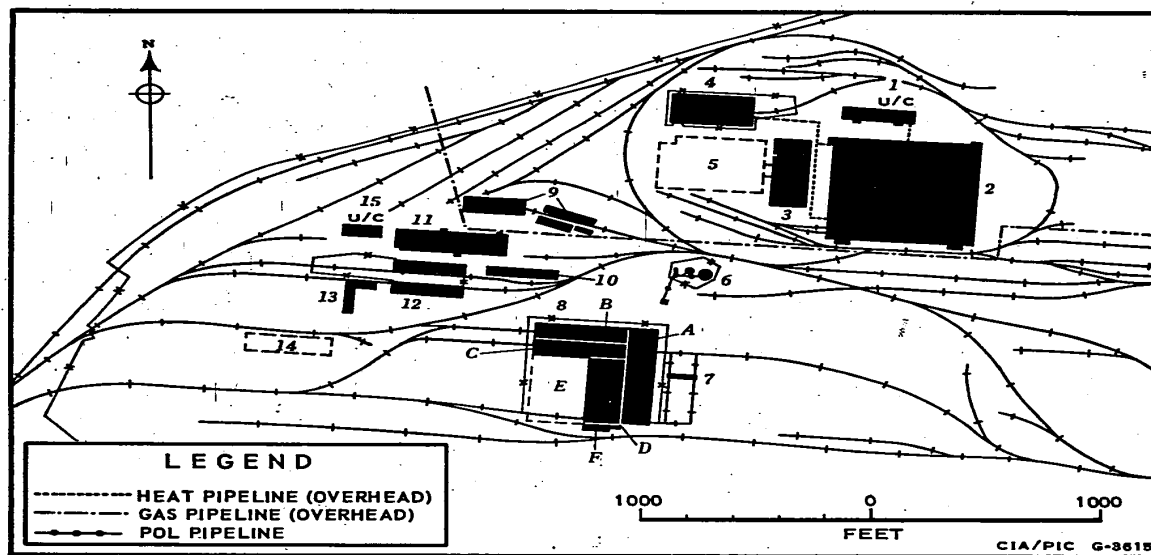 N
4
1
U/C
5
2
3
15
U/C
11
9
10
6
13
12
8
B
A
C
14
E
7
D
F
LEGEND
HEAT PIPELINE (OVERHEAD)
GAS PIPELINE (OVERHEAD)
POL PIPELINE
1000 0 1000
FEET
CIA/PIC G-3615